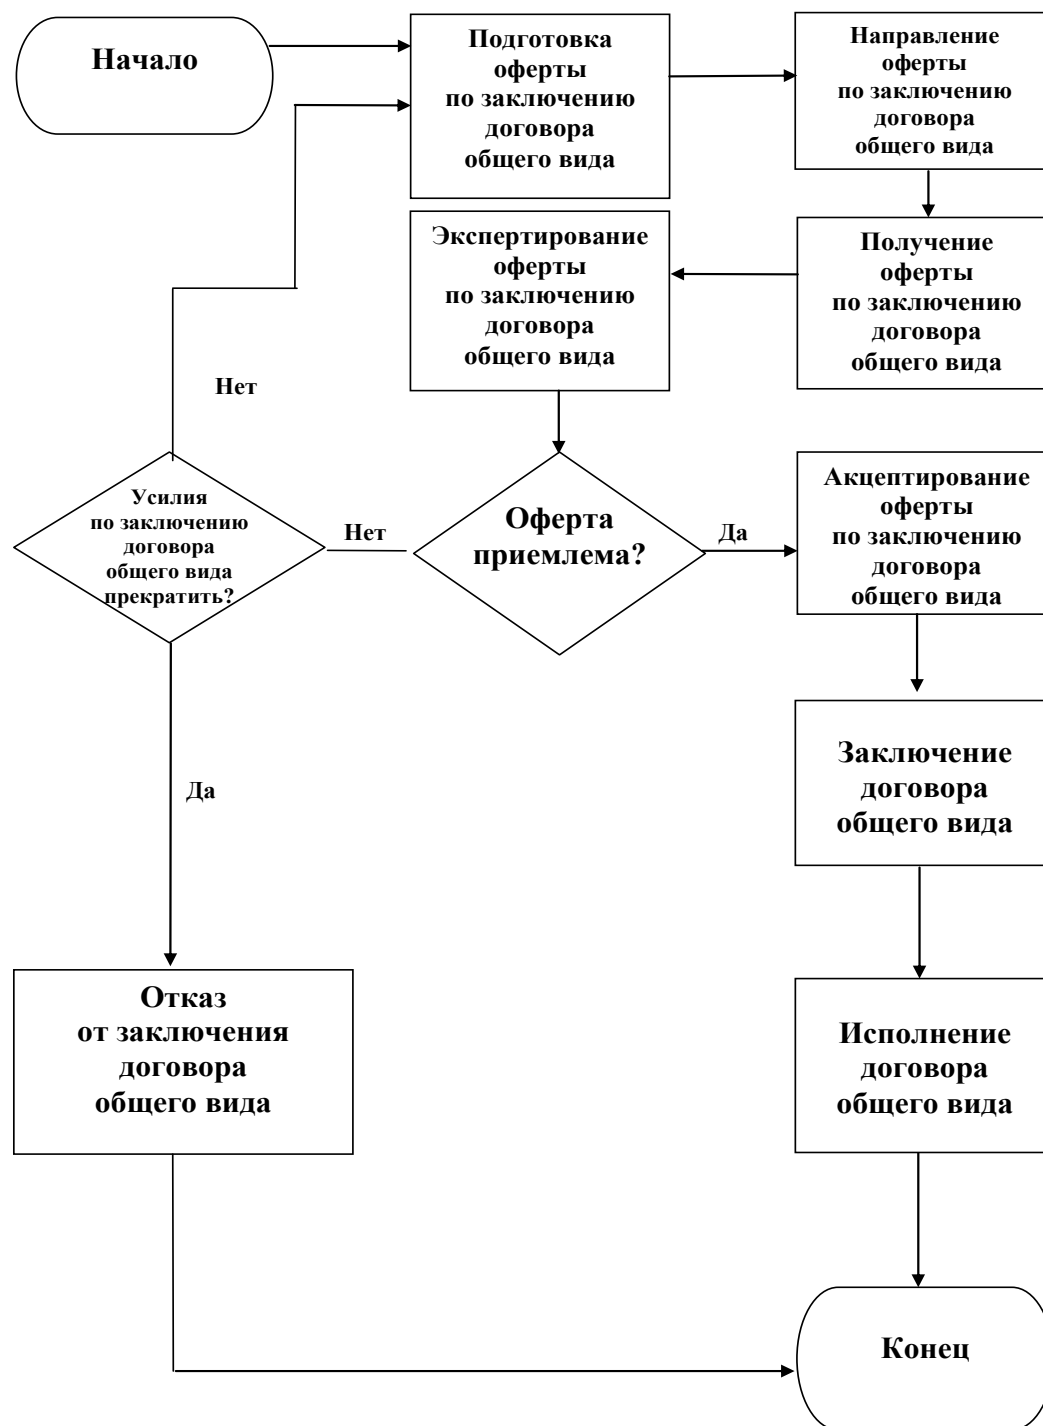 Начало
Подготовка
оферты
по заключению
договора
общего вида
Направление
оферты
по заключению
договора
общего вида
Экспертирование
оферты
по заключению
договора
общего вида
Получение
оферты
по заключению
договора
общего вида
Нет
Усилия
по заключению
договора
общего вида
прекратить?
Нет
Оферта
приемлема?
Да
Акцептирование
оферты
по заключению
договора
общего вида
Да
Заключение
договора
общего вида
Отказ
от заключения
договора
общего вида
Исполнение
договора
общего вида
Конец